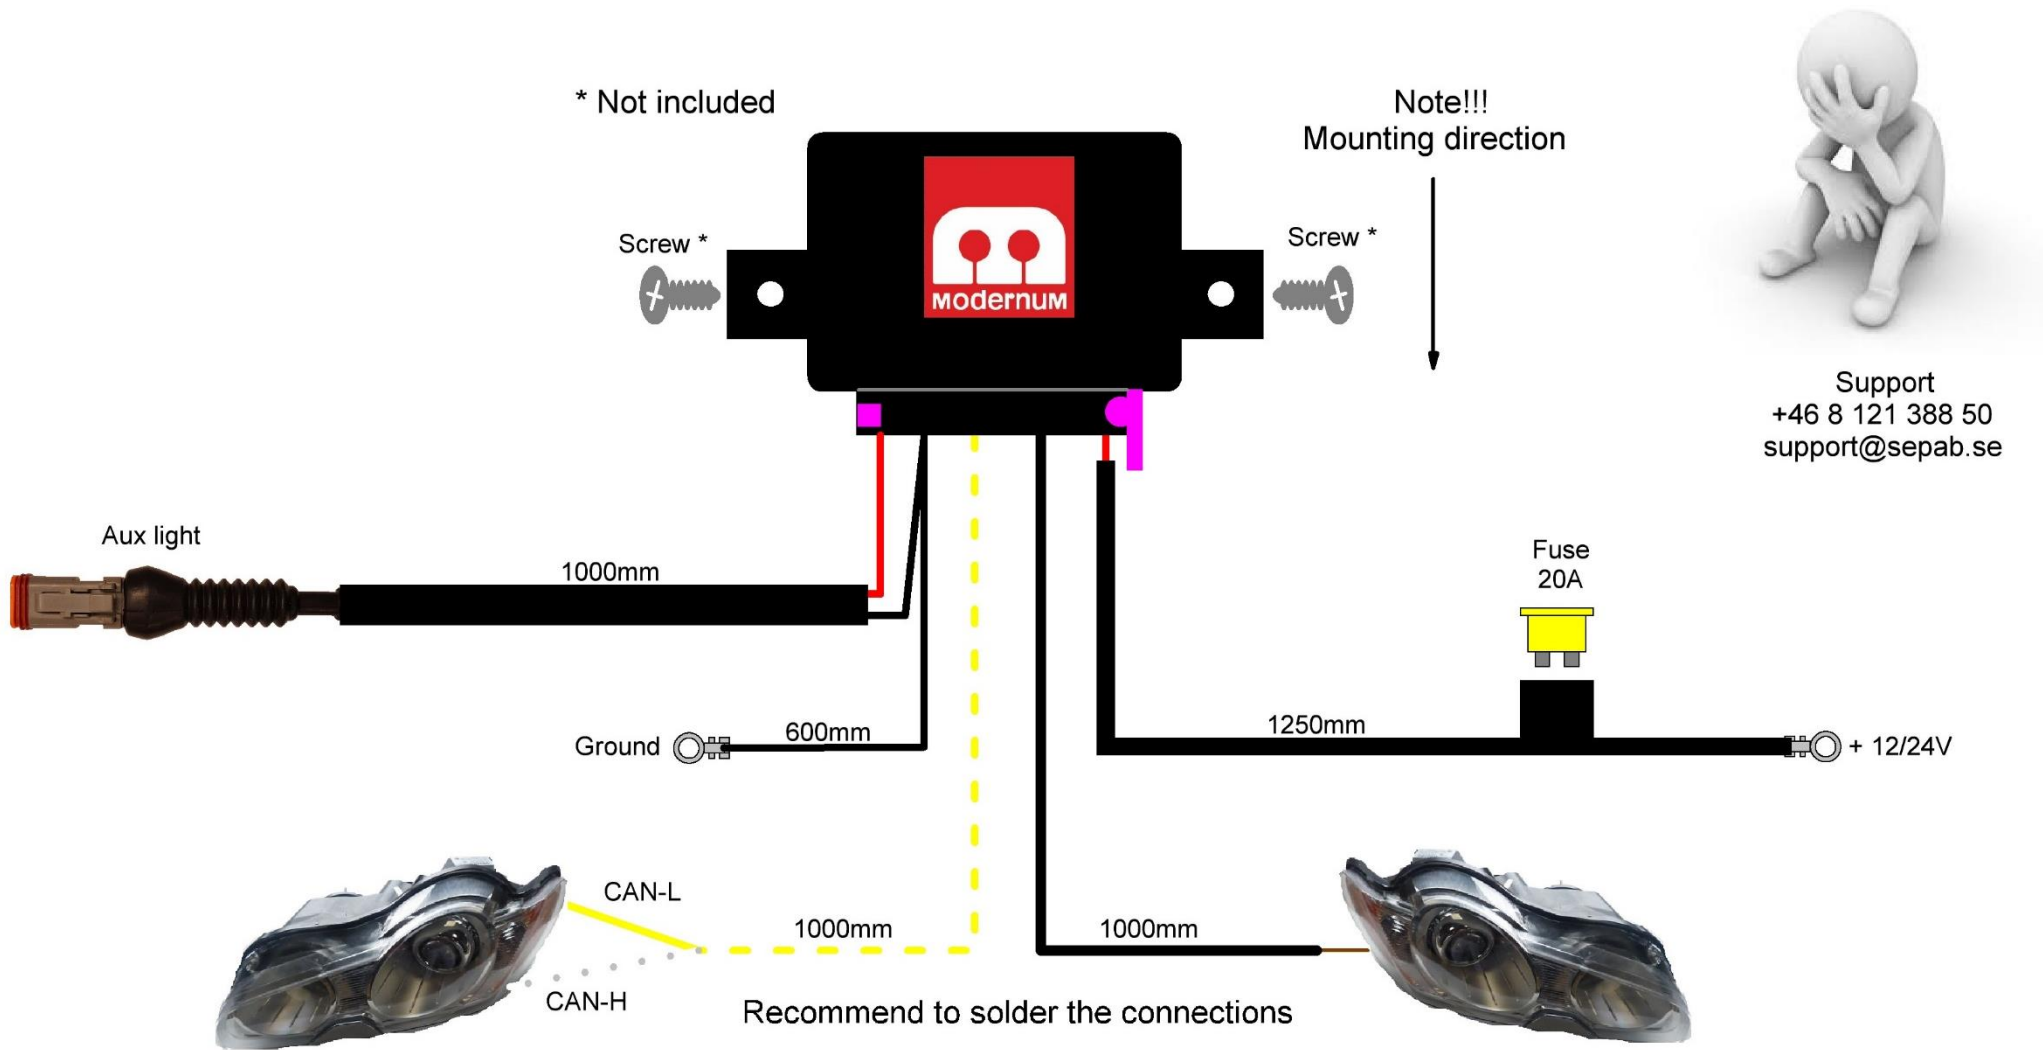 * Not included
Note!!!
Mounting direction
Screw *
Screw *
ModernuM
Support
+46 8 121 388 50
support@sepab.se
Aux light
1000mm
Fuse
20A
Ground
600mm
1250mm
+ 12/24V
CAN-L
1000mm
1000mm
CAN-H
Recommend to solder the connections